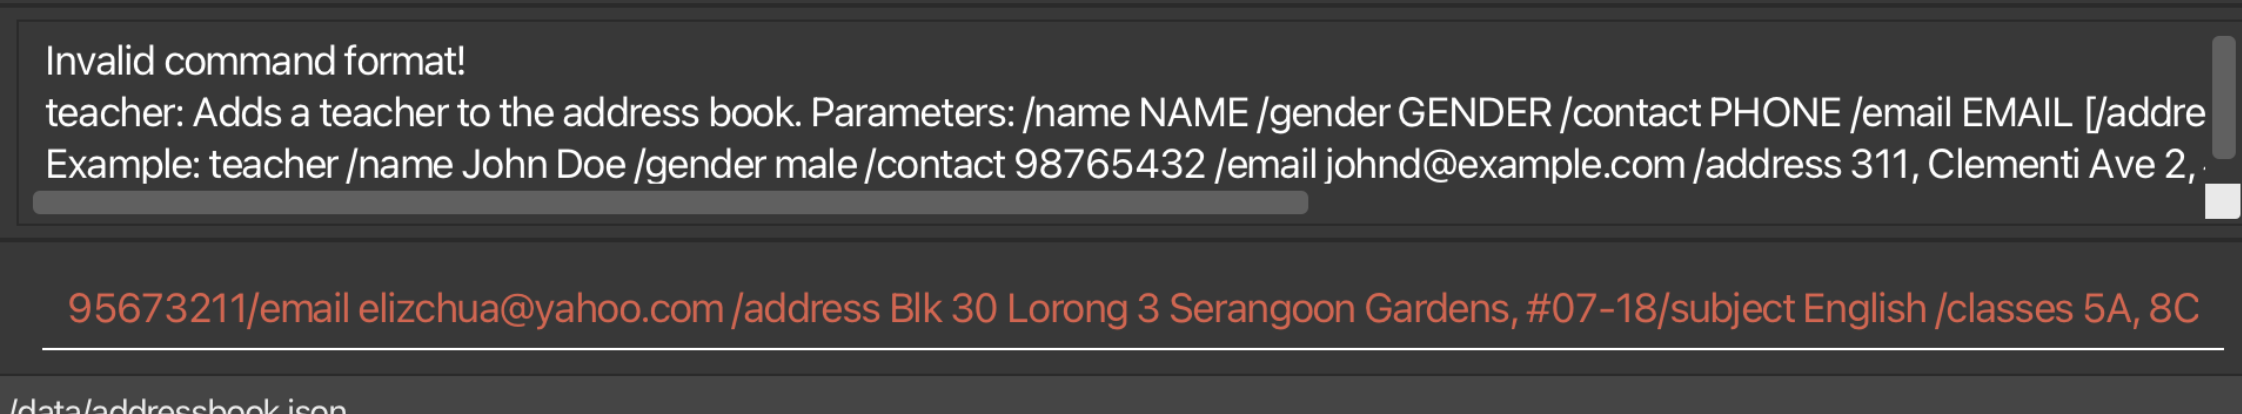 Invalid command format!
teacher: Adds a teacher to the address book. Parameters: /name NAME /gender GENDER /contact PHONE /email EMAIL [/addre
Example: teacher /name John Doe /gender male /contact 98765432 /email johnd@example.com /address 311, Clementi Ave 2,
95673211/email elizchua@yahoo.com /address Blk 30 Lorong 3 Serangoon Gardens, #07-18/subject English /classes 5A, 8C
/data/addressbook.json